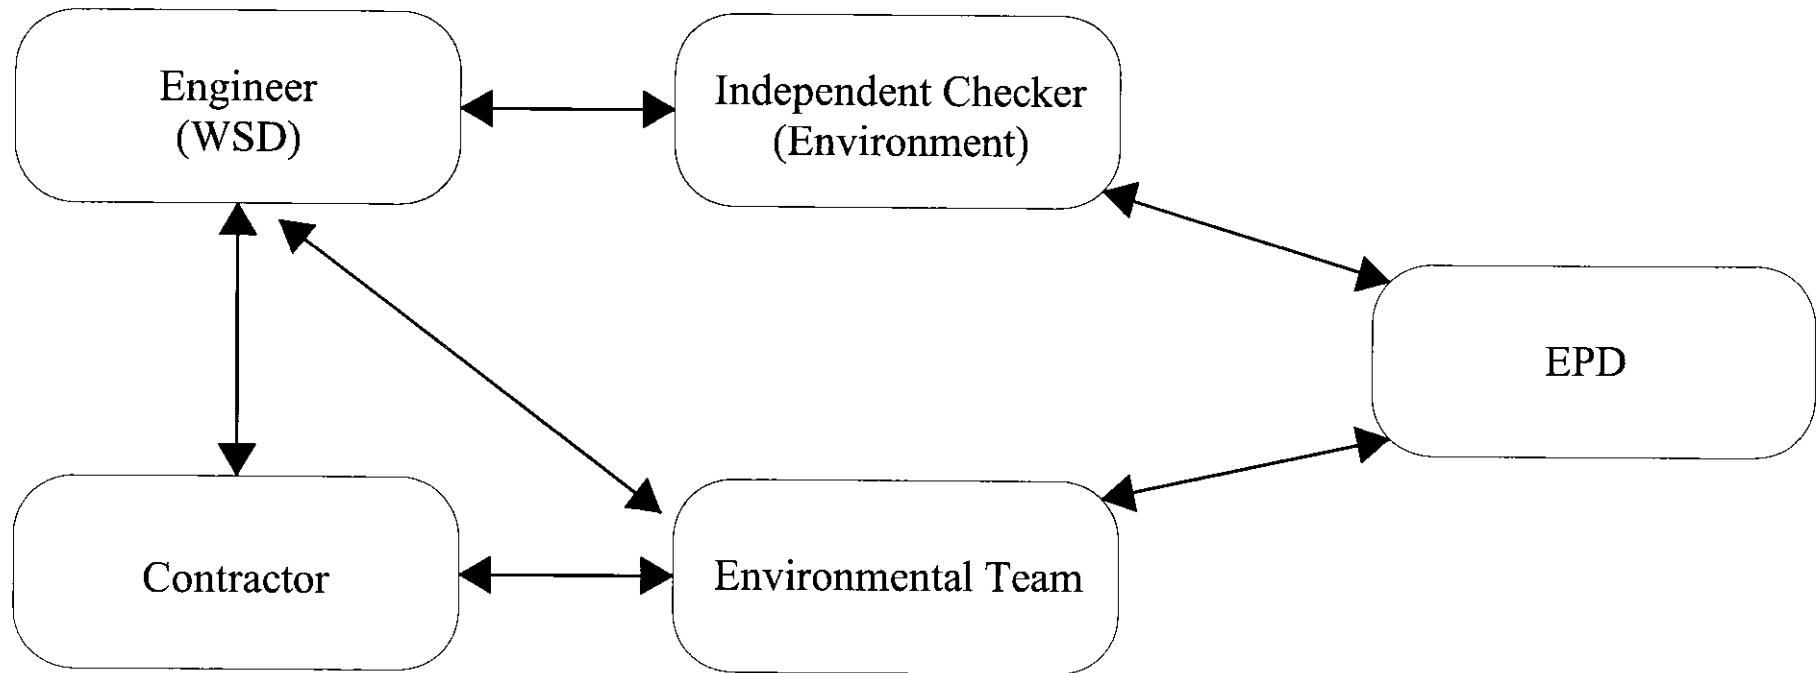 Engineer
(WSD)
Independent Checker
(Environment)
EPD
Contractor
Environmental Team